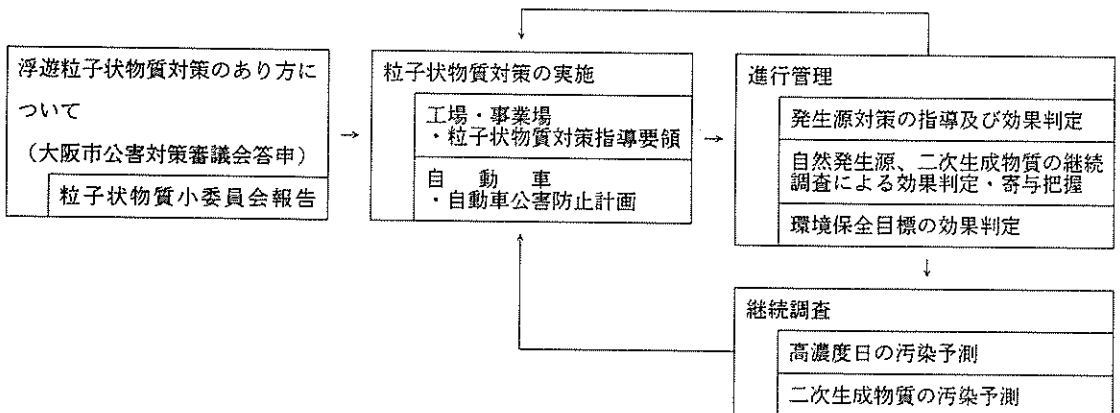 浮遊粒子状物質対策のあり方に
ついて
(大阪市公害対策審議会答申)
粒子状物質小委員会報告
粒子状物質対策の実施
工場・事業場
・粒子状物質対策指導要領
自動車
・自動車公害防止計画
進行管理
発生源対策の指導及び効果判定
自然発生源、二次生成物質の継続
調査による効果判定・寄与把握
環境保全目標の効果判定
継続調査
高濃度日の汚染予測
二次生成物質の汚染予測